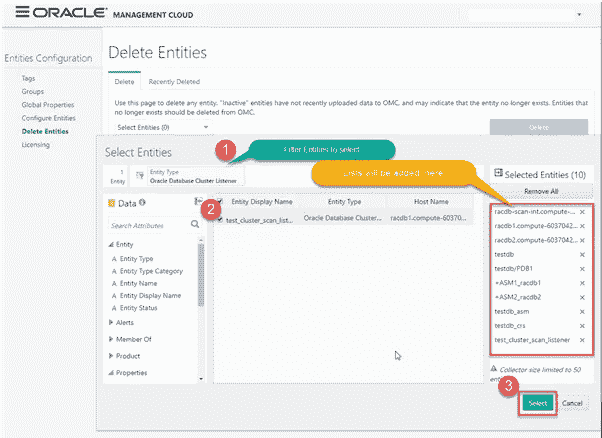 ORACLE MANAGEMENT CLOUD
Entities Configuration
Tags
Groups
Global Properties
Configure Entities
Delete Entities
Licensing
Delete Entities
Delete
Recently Deleted
Use this page to delete any entity. "Inactive" entities have not recently uploaded data to OMC, and may indicate that the entity no longer exists. Entities that
no longer exists should be deleted from OMC.
Select Entities (0)
Delete
Select Entities
1
Filter Entities to select
1
Entity
Entity Type
Oracle Database Cluster Listener
will be added here
Selected Entities (10)
Remove All
Data
Search Attributes
Entity
Entity Type
Entity Type Category
Entity Name
Entity Display Name
Entity Status
Alerts
Member Of
Product
Properties
2
Entity Display Name
Entity Type
Host Name
test_cluster_scan_list...
Oracle Database Cluster...
racdb1.compute-60370...
racdb-scan-int.compute-...
racdb1.compute-6037042...
racdb2.compute-6037042...
testdb
testdb/PDB1
+ASM1_racdb1
+ASM2_racdb2
testdb_asm
testdb_crs
test_cluster_scan_listener
Collector size limited to 50
3
Select
Cancel